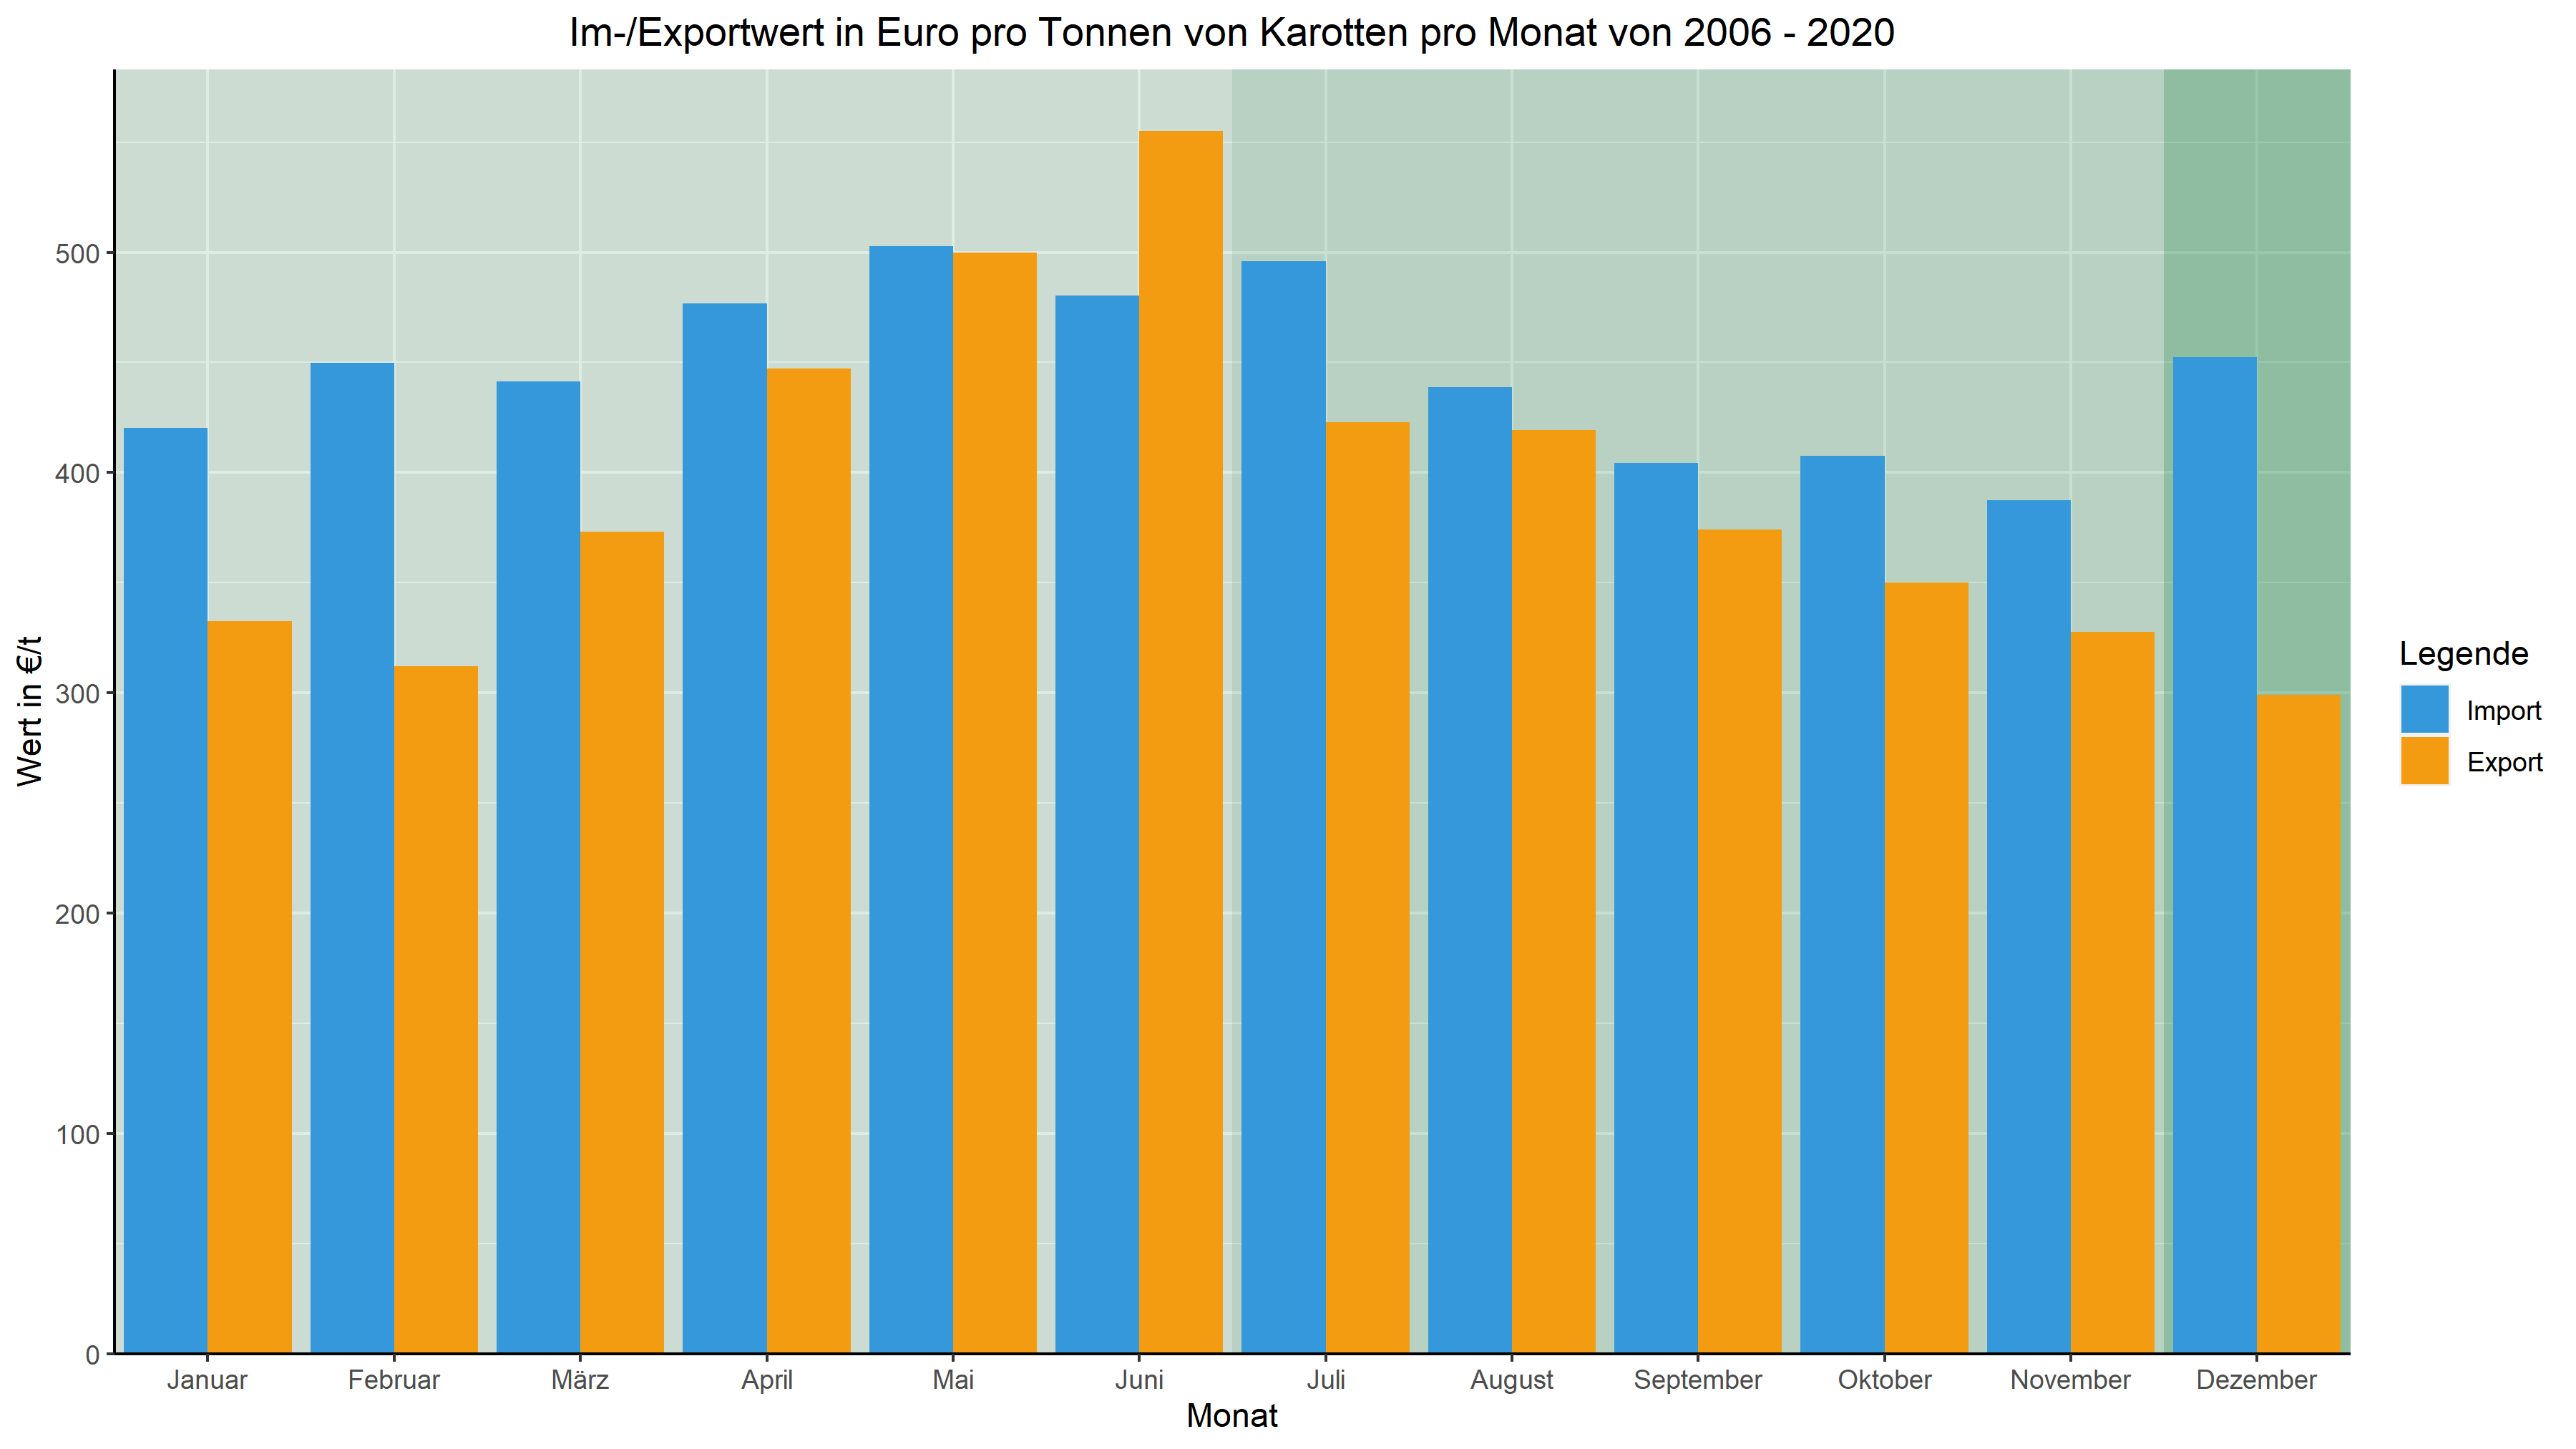 Im-/Exportwert in Euro pro Tonnen von Karotten pro Monat von 2006 - 2020
Wert in €/t
500
400
300
200
100
0
Januar Februar März April Mai Juni Juli August September Oktober November Dezember
Monat
Legende
Import
Export